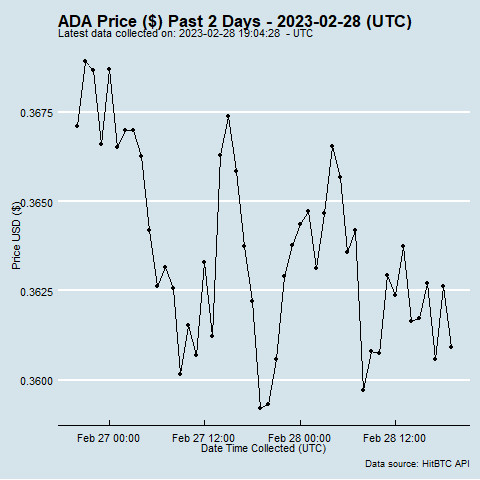 ADA Price ($) Past 2 Days - 2023-02-28 (UTC)
Latest data collected on: 2023-02-28 19:04:28 - UTC
Price USD ($)
0.3675
0.3650
0.3625
0.3600
Feb 27 00:00 Feb 27 12:00 Feb 28 00:00 Feb 28 12:00
Date Time Collected (UTC)
Data source: HitBTC API